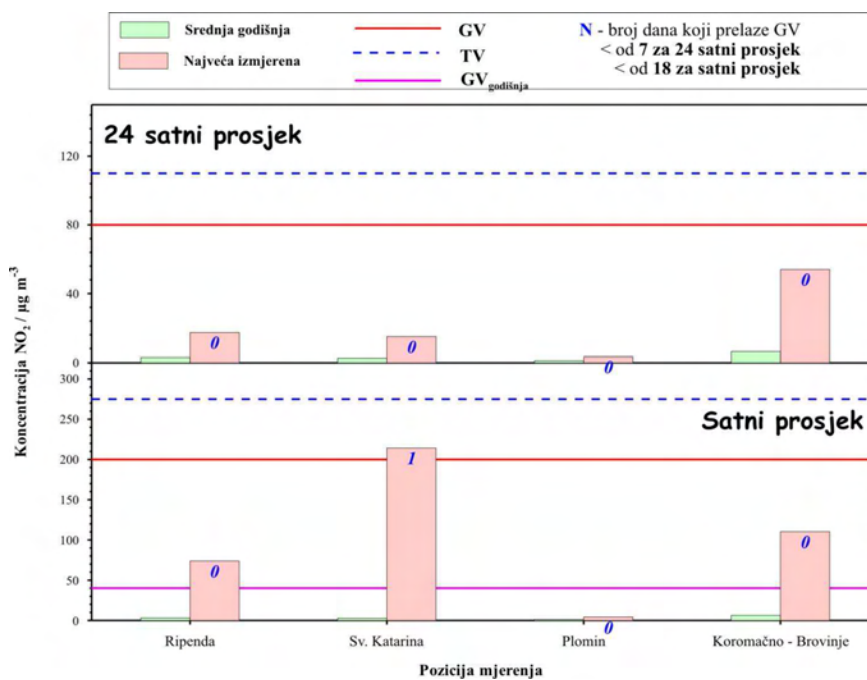 Srednja godišnja
Najveća izmjerena
GV
TV
GVgodišnja
N - broj dana koji prelaze GV
< od 7 za 24 satni prosjek
< od 18 za satni prosjek
24 satni prosjek
120
80
40
0
0
0
0
0
Koncentracija NO2 / µg m-3
Satni prosjek
300
250
200
150
100
50
0
0
1
0
0
Ripenda
Sv. Katarina
Plomin
Koromačno - Brovinje
Pozicija mjerenja